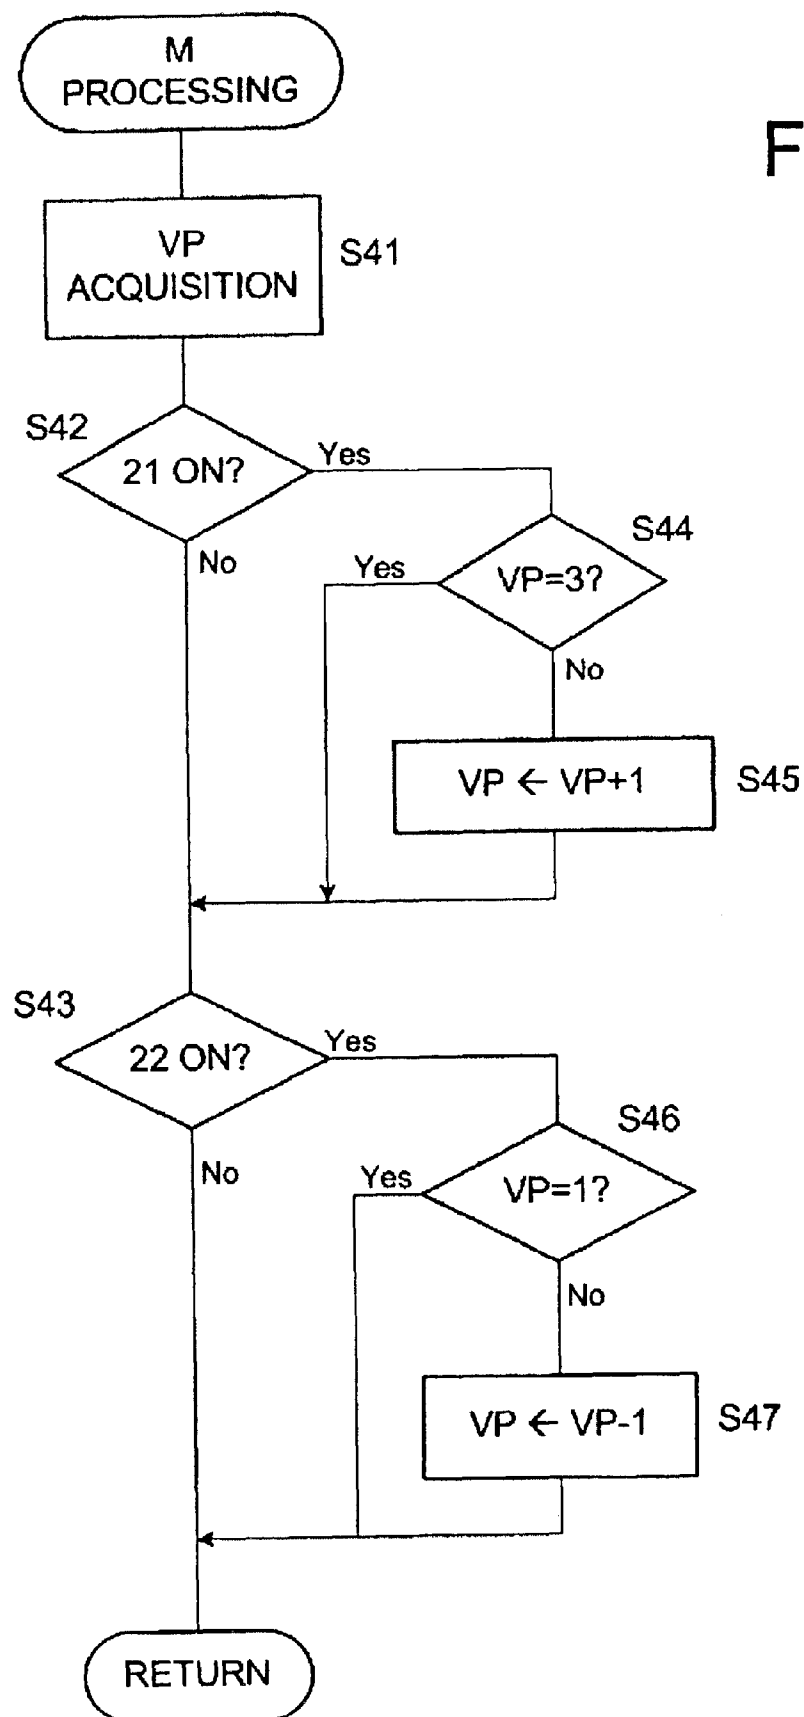 M
PROCESSING
F
VP
ACQUISITION
S41
S42
21 ON?
Yes
No
S44
VP=3?
Yes
No
VP ← VP+1
S45
S43
22 ON?
Yes
No
S46
VP=1?
Yes
No
VP ← VP-1
S47
RETURN